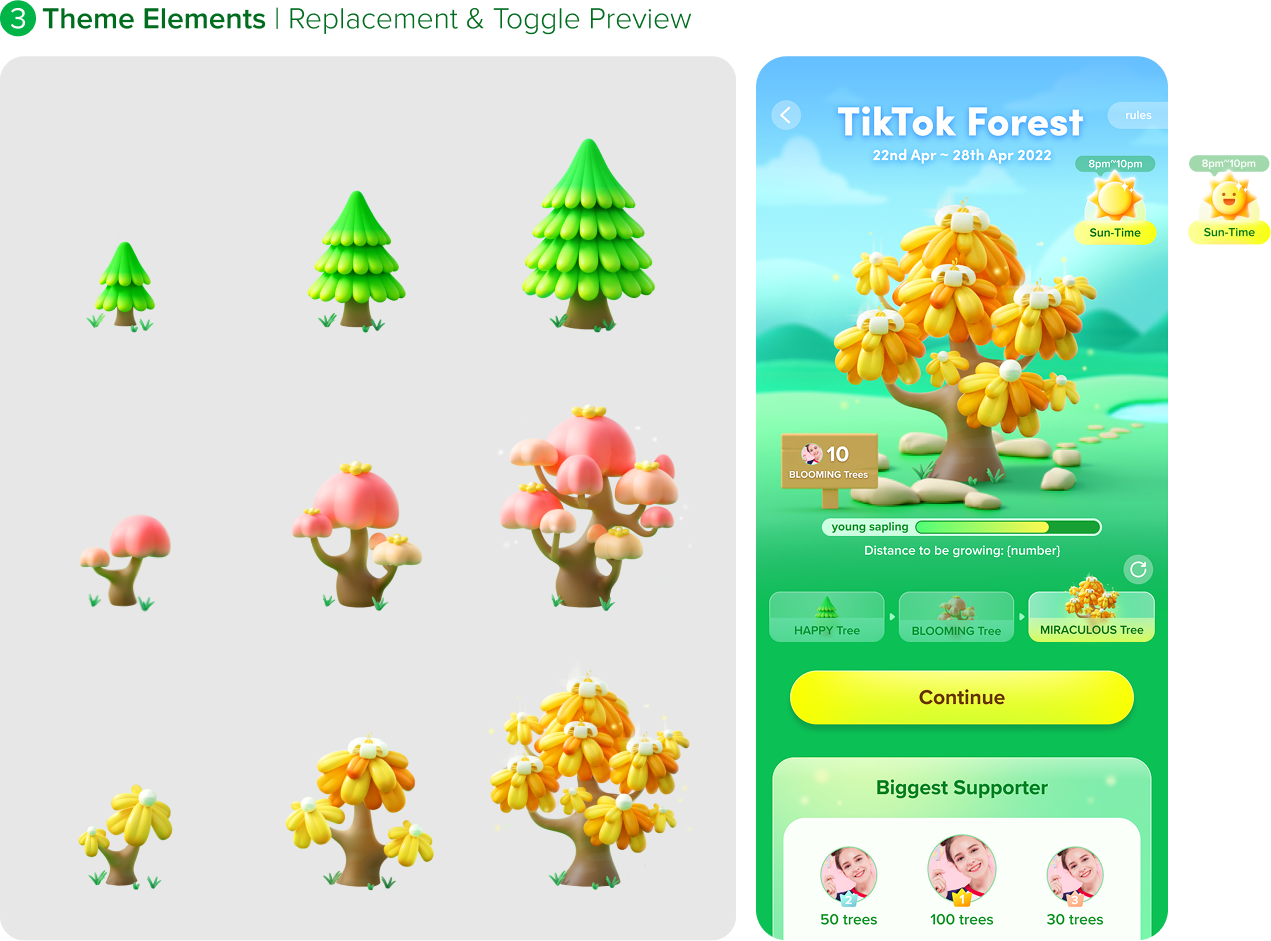 3 Theme Elements | Replacement & Toggle Preview
TikTok Forest
rules
22nd Apr ~ 28th Apr 2022
8pm~10pm
Sun-Time
8pm~10pm
Sun-Time
10
BLOOMING Trees
young sapling
Distance to be growing: {number}
HAPPY Tree
BLOOMING Tree
MIRACULOUS Tree
Continue
Biggest Supporter
2
1
3
50 trees
100 trees
30 trees